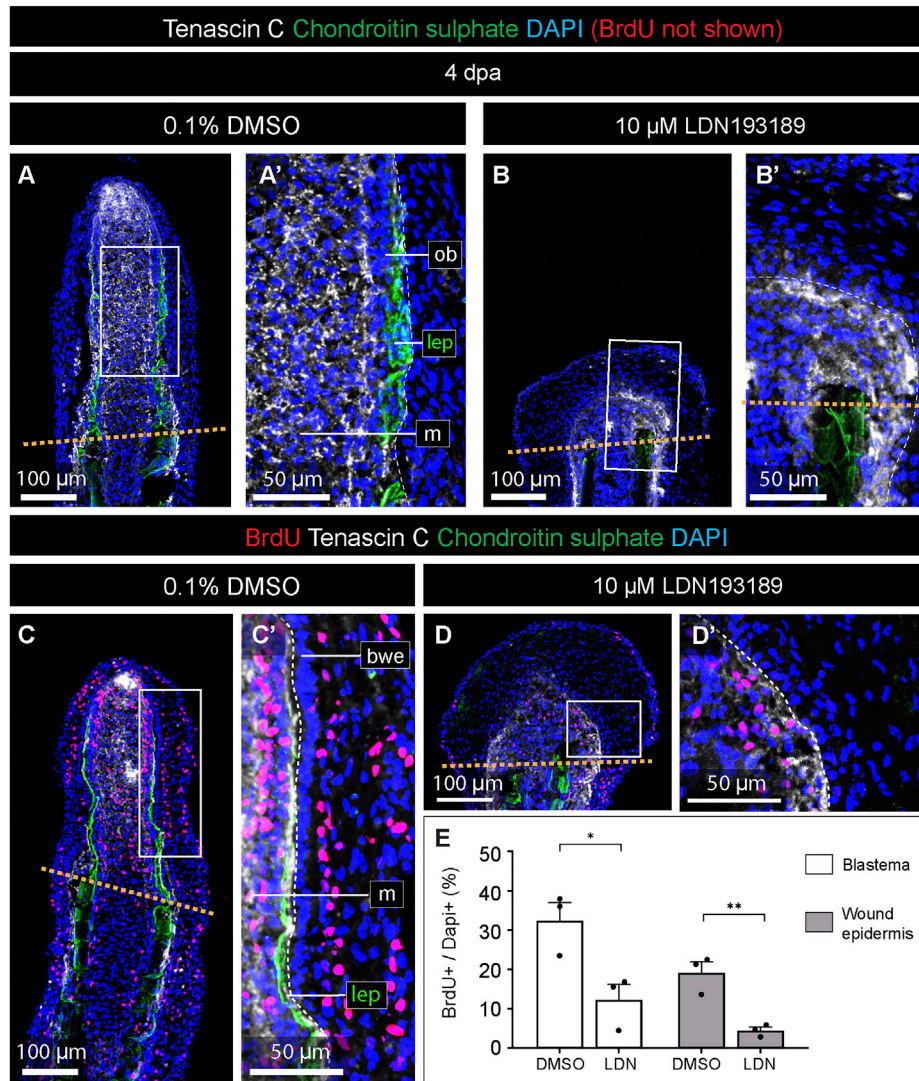 Tenascin C Chondroitin sulphate DAPI (BrdU not shown)
4 dpa
0.1% DMSO
10 µM LDN193189
A
A'
B
B'
ob
lep
m
100 µm
50 µm
100 µm
50 µm
BrdU Tenascin C Chondroitin sulphate DAPI
0.1% DMSO
10 µM LDN193189
C
C'
D
D'
bwe
m
lep
100 µm
50 µm
100 µm
50 µm
E
BrdU+ / Dapi+ (%)
50
40
30
20
10
0
*
**
DMSO
LDN
DMSO
LDN
Blastema
Wound
epidermis